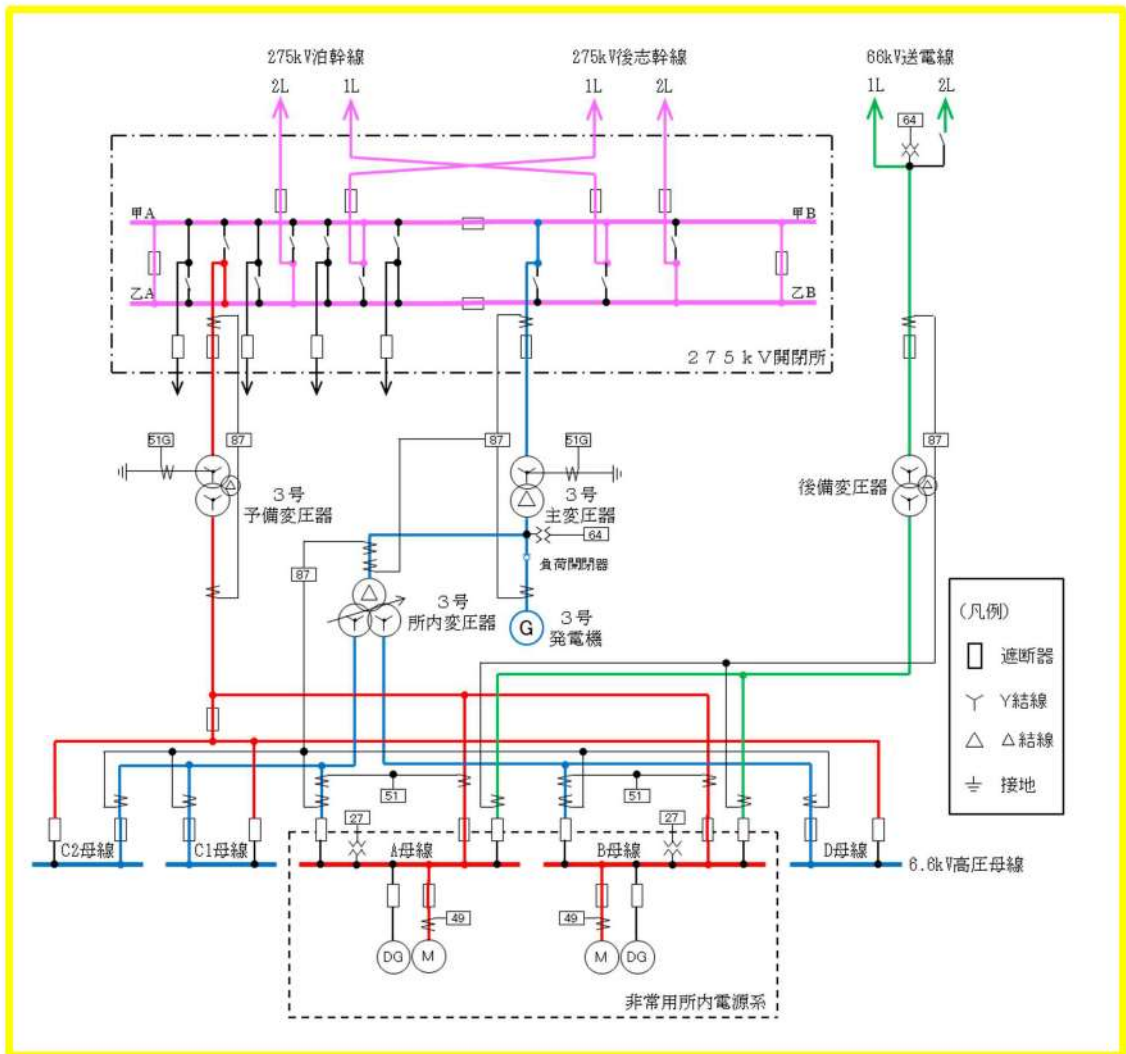 275kV泊幹線
275kV後志幹線
66kV送電線
2L
1L
1L
2L
1L
2L
64
甲A
甲B
乙A
乙B
275kV開閉所
51G
87
87
51G
87
3号
予備変圧器
3号
主変圧器
後備変圧器
64
負荷開閉器
87
3号
所内変圧器
G
3号
発電機
(凡例)
遮断器
Y結線
Δ結線
接地
51
51
27
27
C2母線
C1母線
A母線
B母線
D母線
6.6kV高圧母線
49
49
DG
M
M
DG
非常用所内電源系